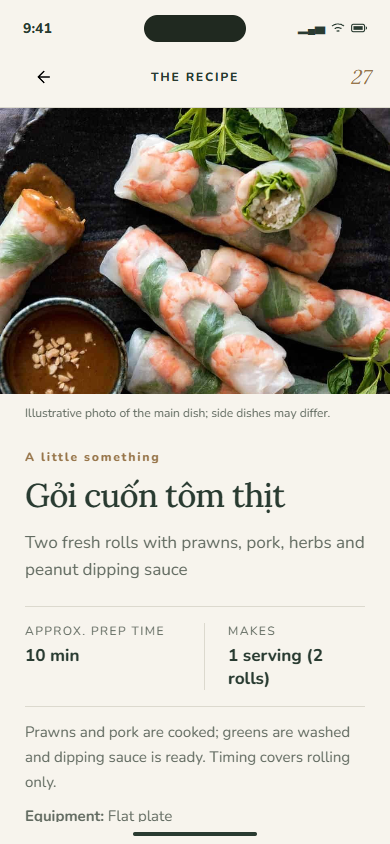 9:41
THE RECIPE
27
Illustrative photo of the main dish; side dishes may differ.
A little something
Gỏi cuốn tôm thịt
Two fresh rolls with prawns, pork, herbs and
peanut dipping sauce
APPROX. PREP TIME
10 min
MAKES
1 serving (2
rolls)
Prawns and pork are cooked; greens are washed
and dipping sauce is ready. Timing covers rolling
only.
Equipment: Flat plate